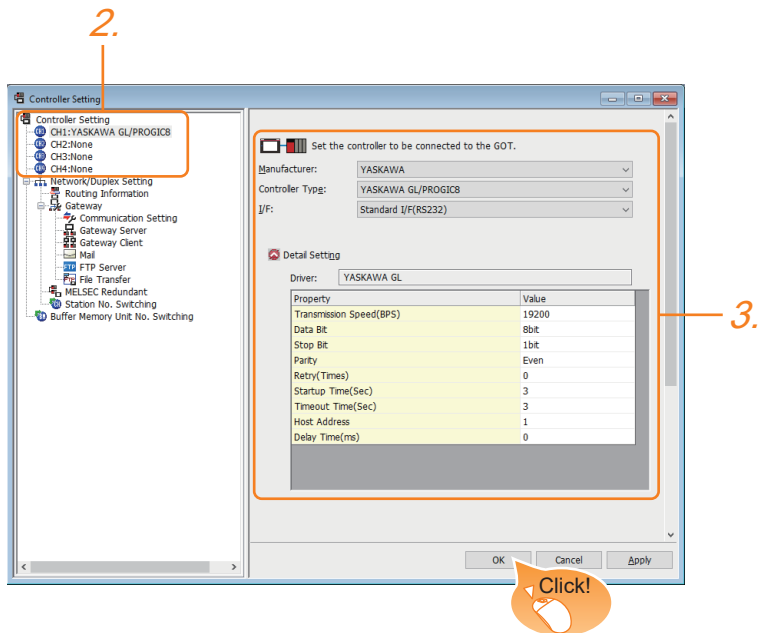 2.
Controller Setting
Controller Setting
CH1:YASKAWA GL/PROGIC8
CH2:None
CH3:None
CH4:None
Network/Duplex Setting
Routing Information
Gateway
Communication Setting
Gateway Server
Gateway Client
Mail
FTP Server
File Transfer
MELSEC Redundant
Station No. Switching
Buffer Memory Unit No. Switching
Set the controller to be connected to the GOT.
Manufacturer: YASKAWA
Controller Type: YASKAWA GL/PROGIC8
I/F: Standard I/F(RS232)
Detail Setting
Driver: YASKAWA GL
Property Value
Transmission Speed(BPS) 19200
Data Bit 8bit
Stop Bit 1bit
Parity Even
Retry(Times) 0
Startup Time(Sec) 3
Timeout Time(Sec) 3
Host Address 1
Delay Time(ms) 0
3.
OK Cancel Apply
Click!